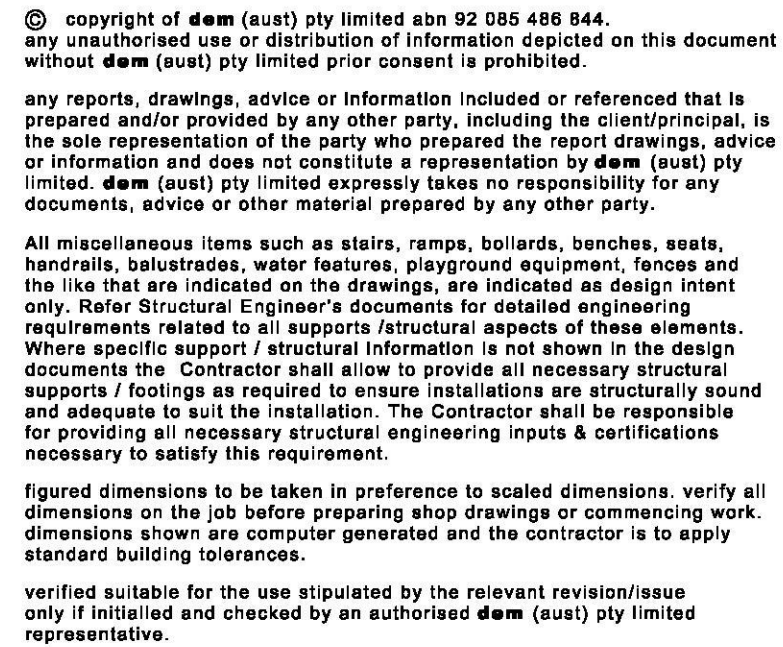 © copyright of dem (aust) pty limited abn 92 085 486 844.
any unauthorised use or distribution of information depicted on this document
without dem (aust) pty limited prior consent is prohibited.
any reports, drawings, advice or information included or referenced that is
prepared and/or provided by any other party, including the client/principal, is
the sole representation of the party who prepared the report drawings, advice
or information and does not constitute a representation by dem (aust) pty
limited. dem (aust) pty limited expressly takes no responsibility for any
documents, advice or other material prepared by any other party.
All miscellaneous items such as stairs, ramps, bollards, benches, seats,
handrails, balustrades, water features, playground equipment, fences and
the like that are indicated on the drawings, are indicated as design intent
only. Refer Structural Engineer's documents for detailed engineering
requirements related to all supports /structural aspects of these elements.
Where specific support / structural information is not shown in the design
documents the Contractor shall allow to provide all necessary structural
supports / footings as required to ensure installations are structurally sound
and adequate to suit the installation. The Contractor shall be responsible
for providing all necessary structural engineering inputs & certifications
necessary to satisfy this requirement.
figured dimensions to be taken in preference to scaled dimensions. verify all
dimensions on the job before preparing shop drawings or commencing work.
dimensions shown are computer generated and the contractor is to apply
standard building tolerances.
verified suitable for the use stipulated by the relevant revision/issue
only if initialled and checked by an authorised dem (aust) pty limited
representative.